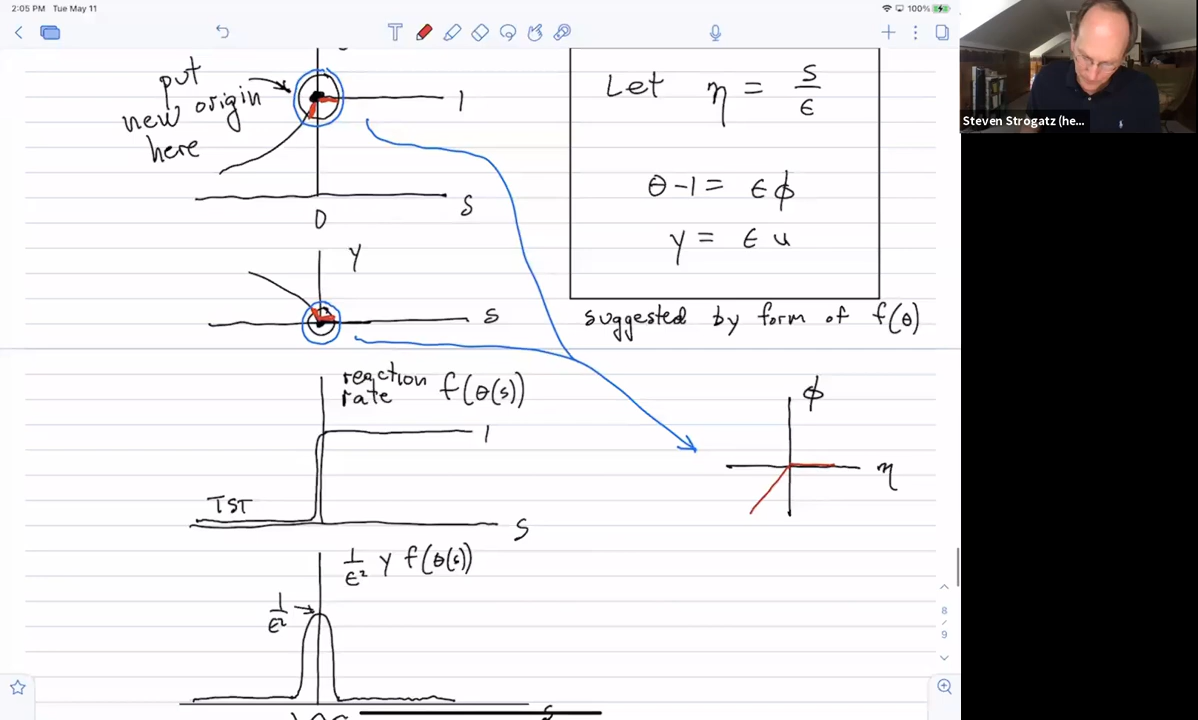 2:05 PM Tue May 11
100%
Steven Strogatz (he...
put
new origin
here
1
0
s
Let η = s/ϵ
θ - 1 = ϵϕ
y = ϵ u
suggested by form of f(θ)
y
s
reaction
rate f(θ(s))
1
TST
s
ϕ
η
1/ϵ² y f(θ(s))
1/ϵ²
8
/
9